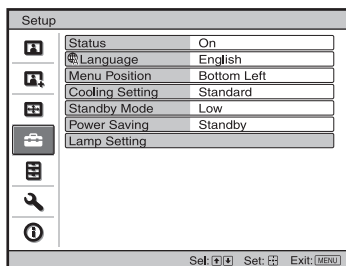 Setup
Status On
Language English
Menu Position Bottom Left
Cooling Setting Standard
Standby Mode Low
Power Saving Standby
Lamp Setting
Sel: Set: Exit: MENU